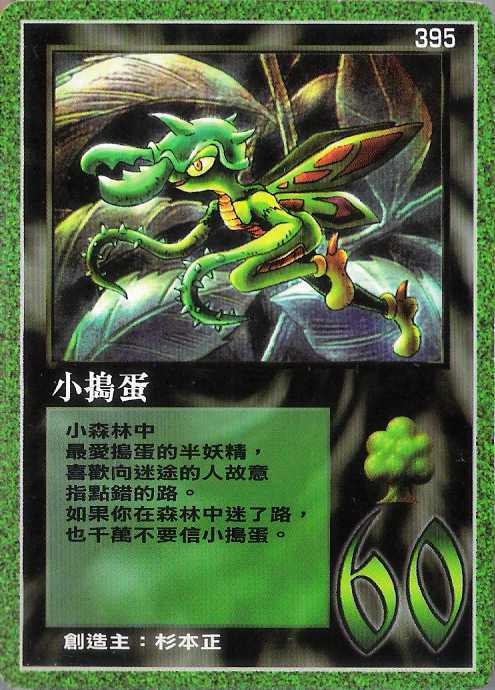 395
小搗蛋
小森林中
最愛搗蛋的半妖精，
喜歡向迷途的人故意
指點錯的路。
如果你在森林中迷了路，
也千萬不要信小搗蛋。
60
創造主：杉本正